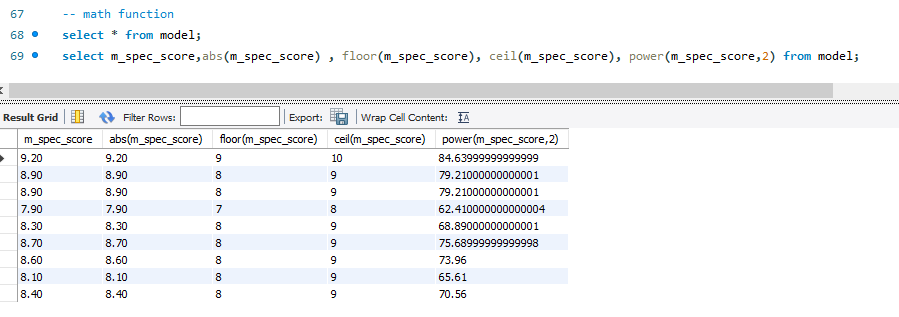 67 -- math function
68 select * from model;
69 select m_spec_score,abs(m_spec_score) , floor(m_spec_score), ceil(m_spec_score), power(m_spec_score,2) from model;
Result Grid Filter Rows: Export: Wrap Cell Content:
m_spec_score abs(m_spec_score) floor(m_spec_score) ceil(m_spec_score) power(m_spec_score,2)
9.20 9.20 9 10 84.63999999999999
8.90 8.90 8 9 79.21000000000001
8.90 8.90 8 9 79.21000000000001
7.90 7.90 7 8 62.410000000000004
8.30 8.30 8 9 68.89000000000001
8.70 8.70 8 9 75.68999999999998
8.60 8.60 8 9 73.96
8.10 8.10 8 9 65.61
8.40 8.40 8 9 70.56